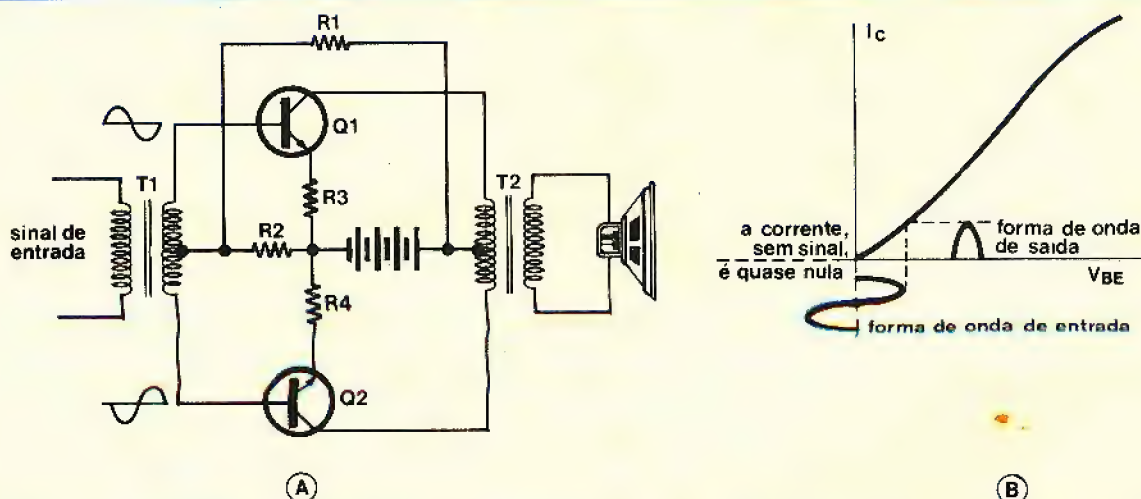 R1
Q1
T1
R3
T2
sinal de
entrada
R2
R4
Q2
A
IC
a corrente,
sem sinal,
é quase nula
forma de onda
de saída
VBE
forma de onda de entrada
B